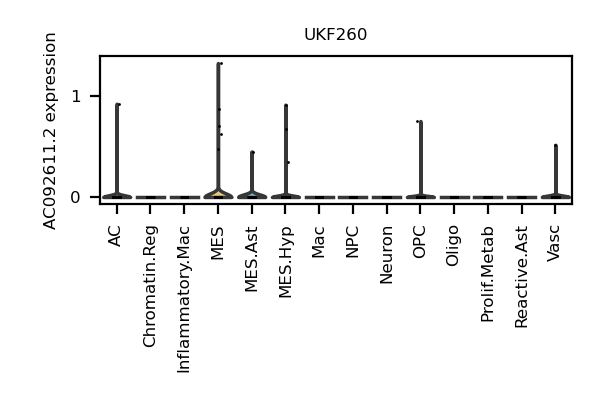 UKF260
AC092611.2 expression
1
0
AC
Chromatin.Reg
Inflammatory.Mac
MES
MES.Ast
MES.Hyp
Mac
NPC
Neuron
OPC
Oligo
Prolif.Metab
Reactive.Ast
Vasc